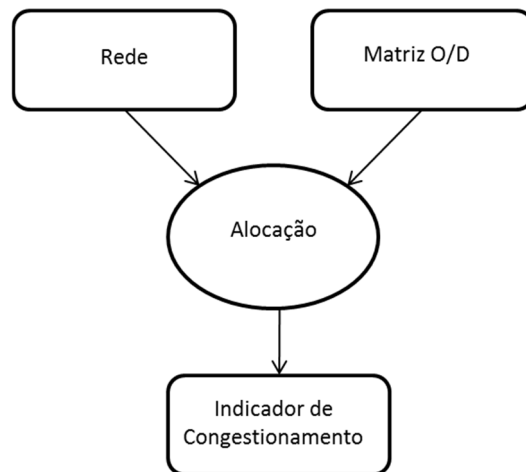 Rede
Matriz O/D
Alocação
Indicador de
Congestionamento